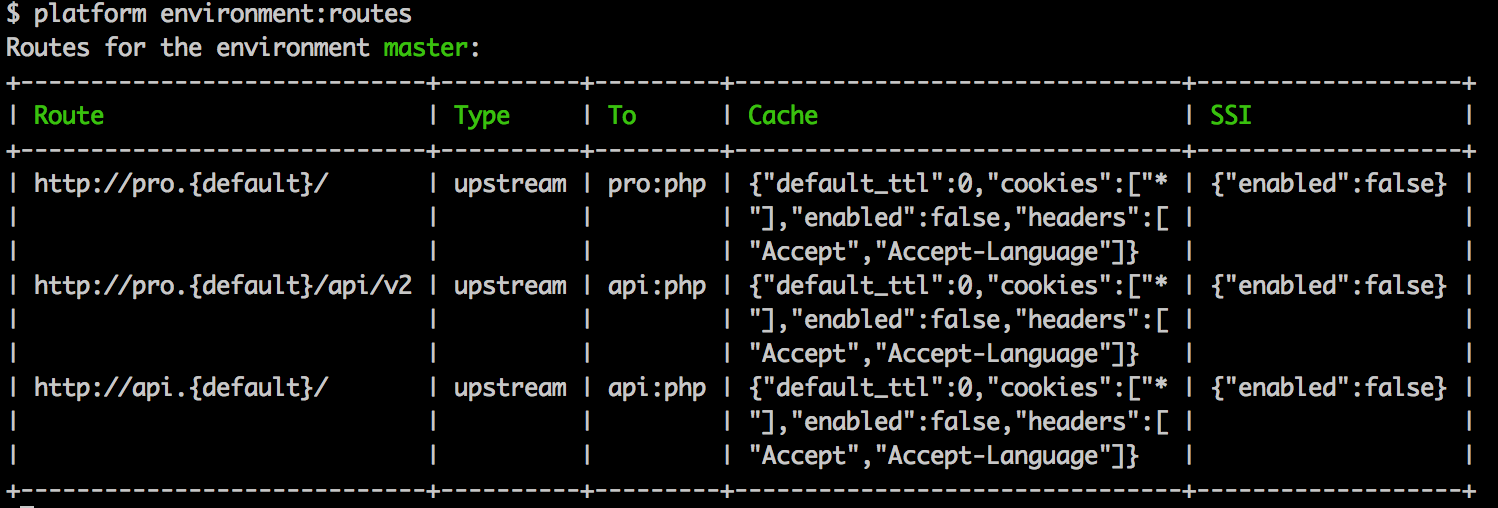 $ platform environment:routes
Routes for the environment master:
+-----------------------------+----------+---------+--------------------------------+-------------------+
| Route                       | Type     | To      | Cache                          | SSI               |
+-----------------------------+----------+---------+--------------------------------+-------------------+
| http://pro.{default}/       | upstream | pro:php | {"default_ttl":0,"cookies":["* | {"enabled":false} |
|                             |          |         | "],"enabled":false,"headers":[ |                   |
|                             |          |         | "Accept","Accept-Language"]}   |                   |
| http://pro.{default}/api/v2 | upstream | api:php | {"default_ttl":0,"cookies":["* | {"enabled":false} |
|                             |          |         | "],"enabled":false,"headers":[ |                   |
|                             |          |         | "Accept","Accept-Language"]}   |                   |
| http://api.{default}/       | upstream | api:php | {"default_ttl":0,"cookies":["* | {"enabled":false} |
|                             |          |         | "],"enabled":false,"headers":[ |                   |
|                             |          |         | "Accept","Accept-Language"]}   |                   |
+-----------------------------+----------+---------+--------------------------------+-------------------+